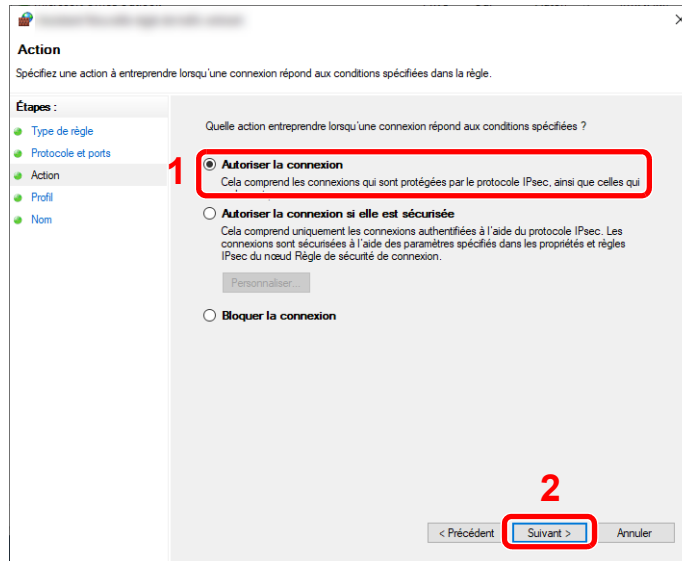 Action
Spécifiez une action à entreprendre lorsqu'une connexion répond aux conditions spécifiées dans la règle.
Étapes :
Type de règle
Protocole et ports
Action
Profil
Nom
Quelle action entreprendre lorsqu'une connexion répond aux conditions spécifiées ?
1
Autoriser la connexion
Cela comprend les connexions qui sont protégées par le protocole IPsec, ainsi que celles qui
Autoriser la connexion si elle est sécurisée
Cela comprend uniquement les connexions authentifiées à l'aide du protocole IPsec. Les
connexions sont sécurisées à l'aide des paramètres spécifiés dans les propriétés et règles
IPsec du nœud Règle de sécurité de connexion.
Personnaliser...
Bloquer la connexion
2
< Précédent Suivant > Annuler